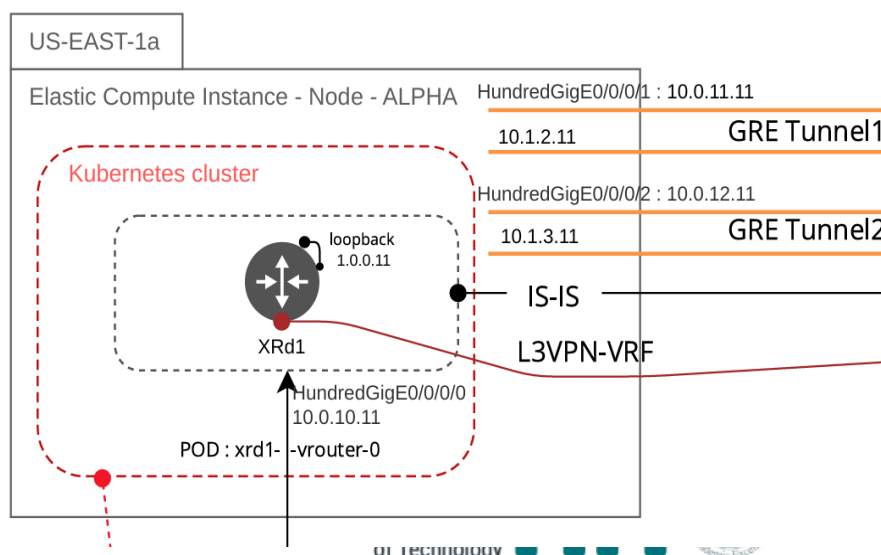 US-EAST-1a
Elastic Compute Instance - Node - ALPHA
HundredGigE0/0/0/1 : 10.0.11.11
10.1.2.11
GRE Tunnel1
Kubernetes cluster
HundredGigE0/0/0/2 : 10.0.12.11
10.1.3.11
GRE Tunnel2
loopback
1.0.0.11
IS-IS
XRd1
L3VPN-VRF
HundredGigE0/0/0/0
10.0.10.11
POD : xrd1- -vrouter-0
of Technology